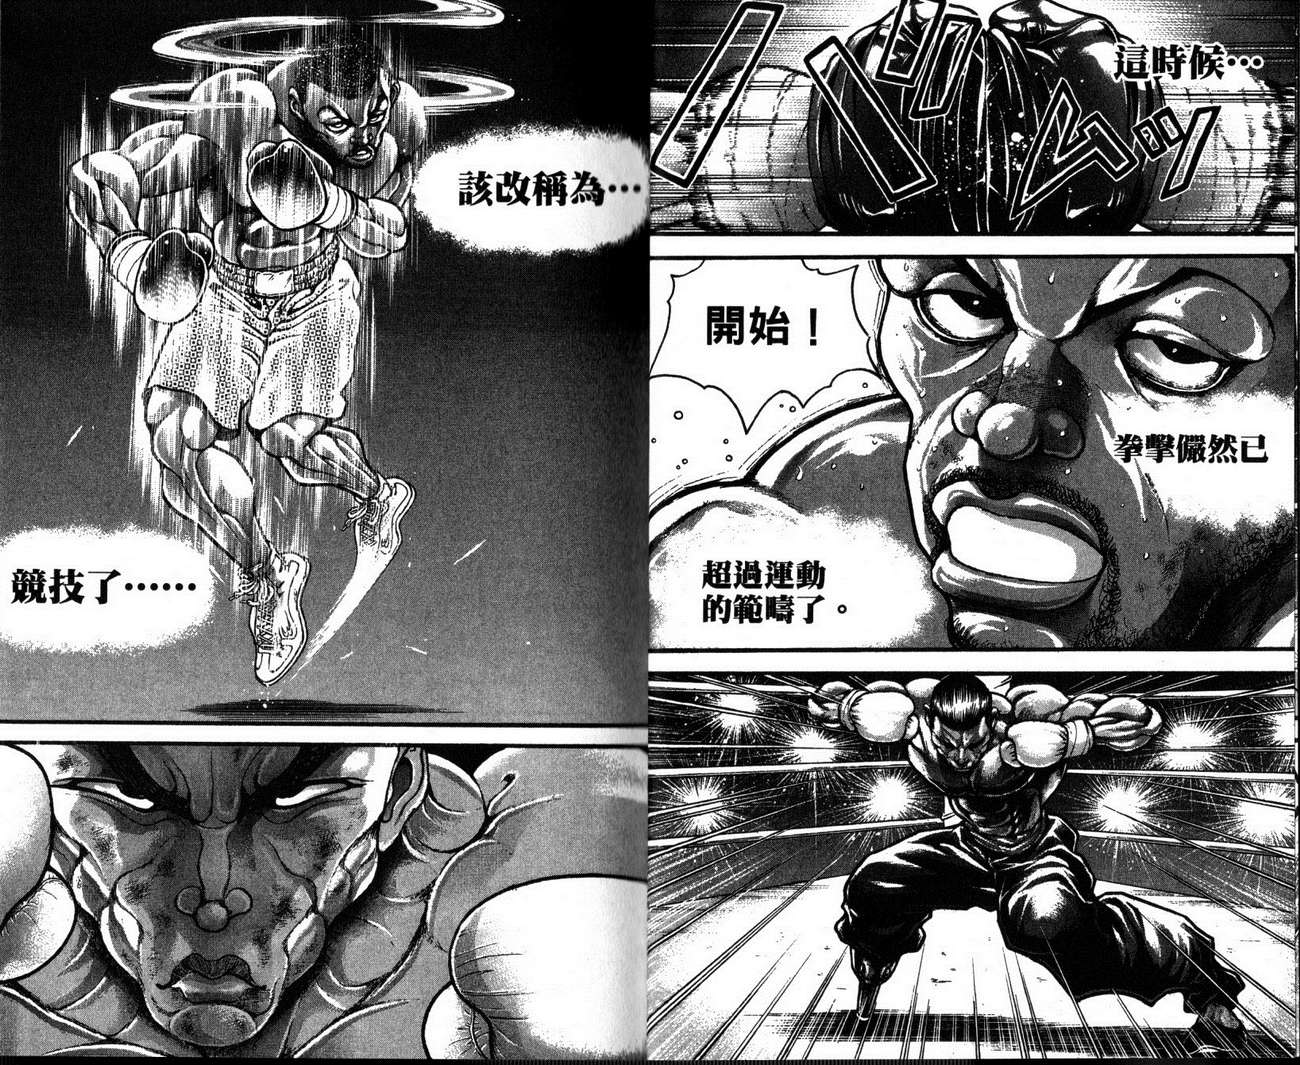 這時候⋯
開始！
拳擊儼然已
超過運動
的範疇了。
該改稱為⋯
競技了⋯⋯